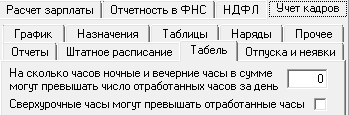 Расчет зарплаты Отчетность в ФНС НДФЛ Учет кадров
График Назначения Таблицы Наряды Прочее
Отчеты Штатное расписание Табель Отпуска и неявки
На сколько часов ночные и вечерние часы в сумме
могут превышать число отработанных часов за день 0
Сверхурочные часы могут превышать отработанные часы